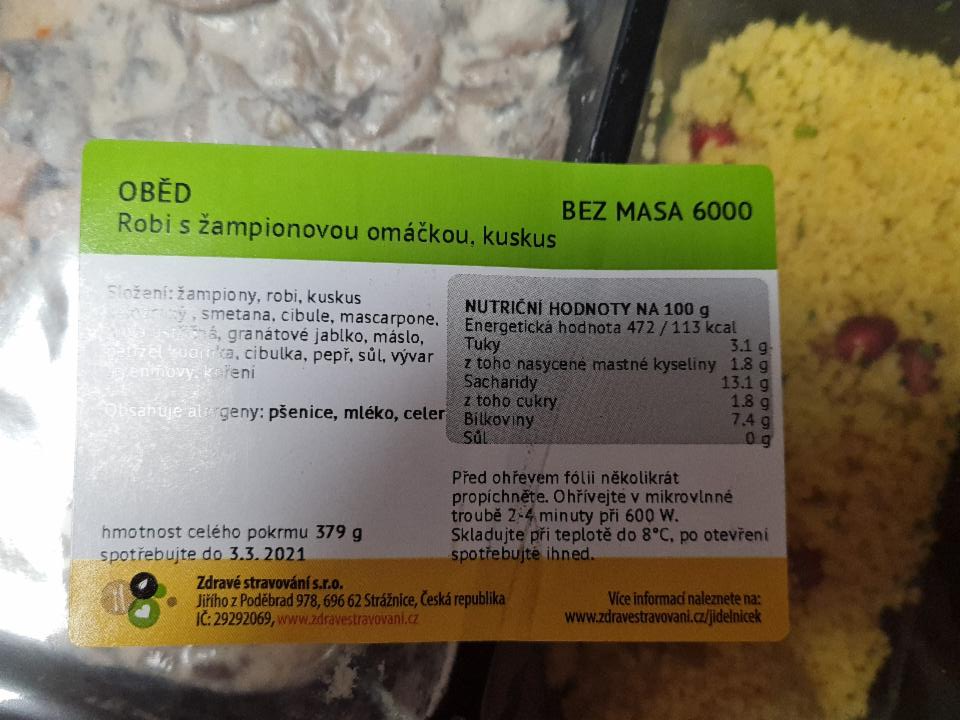 OBĚD
Robi s žampionovou omáčkou, kuskus
BEZ MASA 6000
Složení: žampiony, robi, kuskus
, smetana, cibule, mascarpone,
granátové jablko, máslo,
cibulka, pepř, sůl, vývar
koření
Obsahuje alergeny: pšenice, mléko, celer
hmotnost celého pokrmu 379 g
spotřebujte do 3.3.2021
NUTRIČNÍ HODNOTY NA 100 g
Energetická hodnota 472 / 113 kcal
Tuky 3.1 g
z toho nasycené mastné kyseliny 1.8 g
Sacharidy 13.1 g
z toho cukry 1.8 g
Bílkoviny 7.4 g
Sůl 0 g
Před ohřevem fólii několikrát
propíchněte. Ohřívejte v mikrovlnné
troubě 2-4 minuty při 600 W.
Skladujte při teplotě do 8°C, po otevření
spotřebujte ihned.
Zdravé stravování s.r.o.
Jiřího z Poděbrad 978, 696 62 Strážnice, Česká republika
IČ: 29292069, www.zdravestravovani.cz
Více informací naleznete na:
www.zdravestravovani.cz/jidelnicek